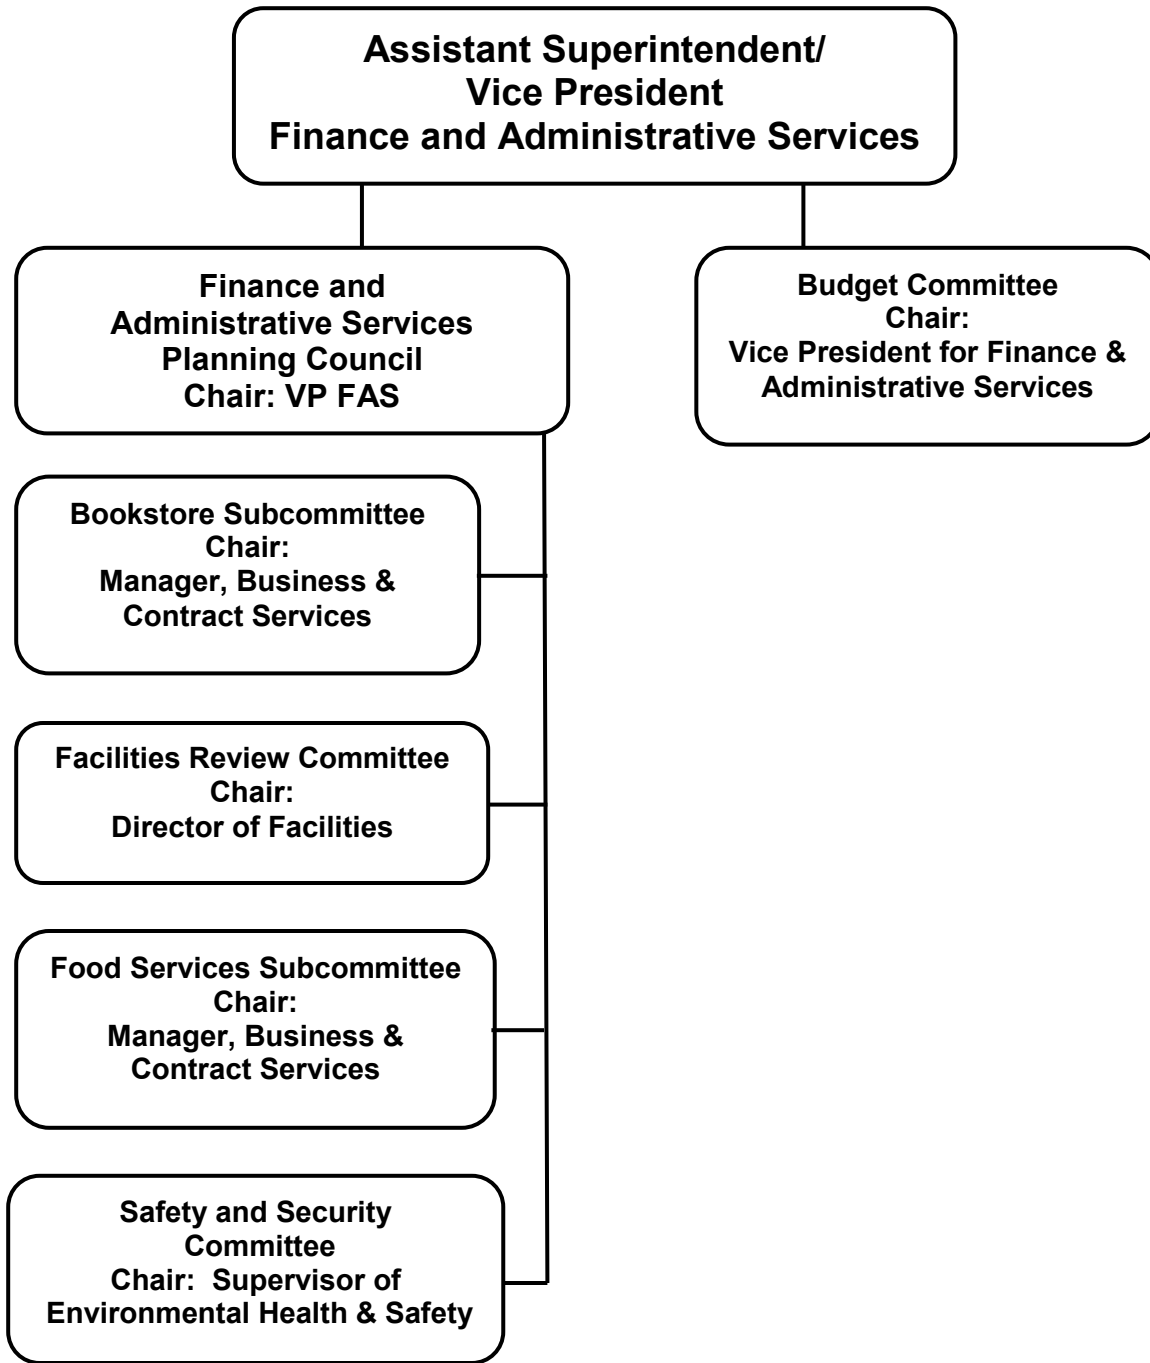 Assistant Superintendent/
Vice President
Finance and Administrative Services
Finance and
Administrative Services
Planning Council
Chair: VP FAS
Budget Committee
Chair:
Vice President for Finance &
Administrative Services
Bookstore Subcommittee
Chair:
Manager, Business &
Contract Services
Facilities Review Committee
Chair:
Director of Facilities
Food Services Subcommittee
Chair:
Manager, Business &
Contract Services
Safety and Security
Committee
Chair:  Supervisor of
Environmental Health & Safety